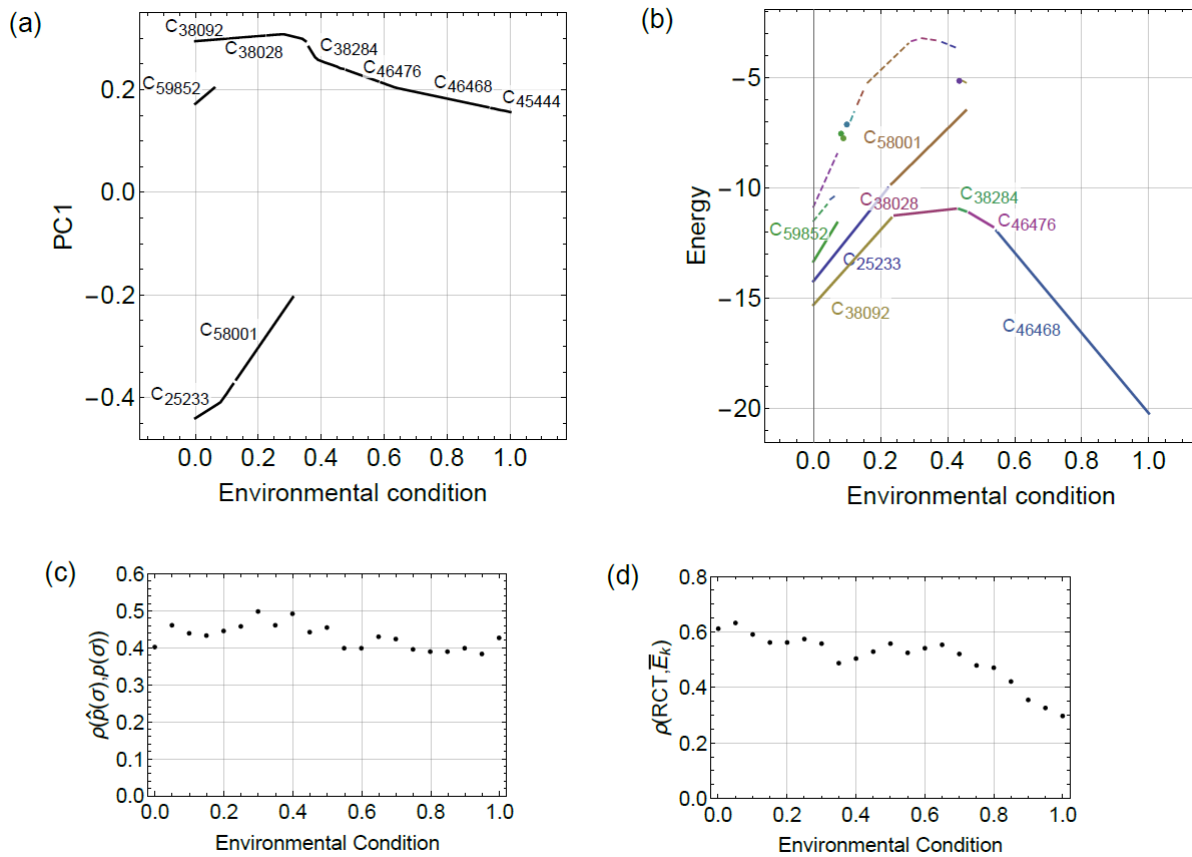 (a)
PC1
0.2
0.0
−0.2
−0.4
C38092
C38028
C38284
C46476
C46468
C45444
C59852
C58001
C25233
0.0 0.2 0.4 0.6 0.8 1.0
Environmental condition
(b)
Energy
−5
−10
−15
−20
C58001
C38028
C38284
C59852
C46476
C25233
C38092
C46468
0.0 0.2 0.4 0.6 0.8 1.0
Environmental condition
(c)
ρ(p̂(σ),p(σ))
0.6
0.5
0.4
0.3
0.2
0.1
0.0
0.0 0.2 0.4 0.6 0.8 1.0
Environmental Condition
(d)
ρ(RCT,E̅k)
0.8
0.6
0.4
0.2
0.0
0.0 0.2 0.4 0.6 0.8 1.0
Environmental Condition